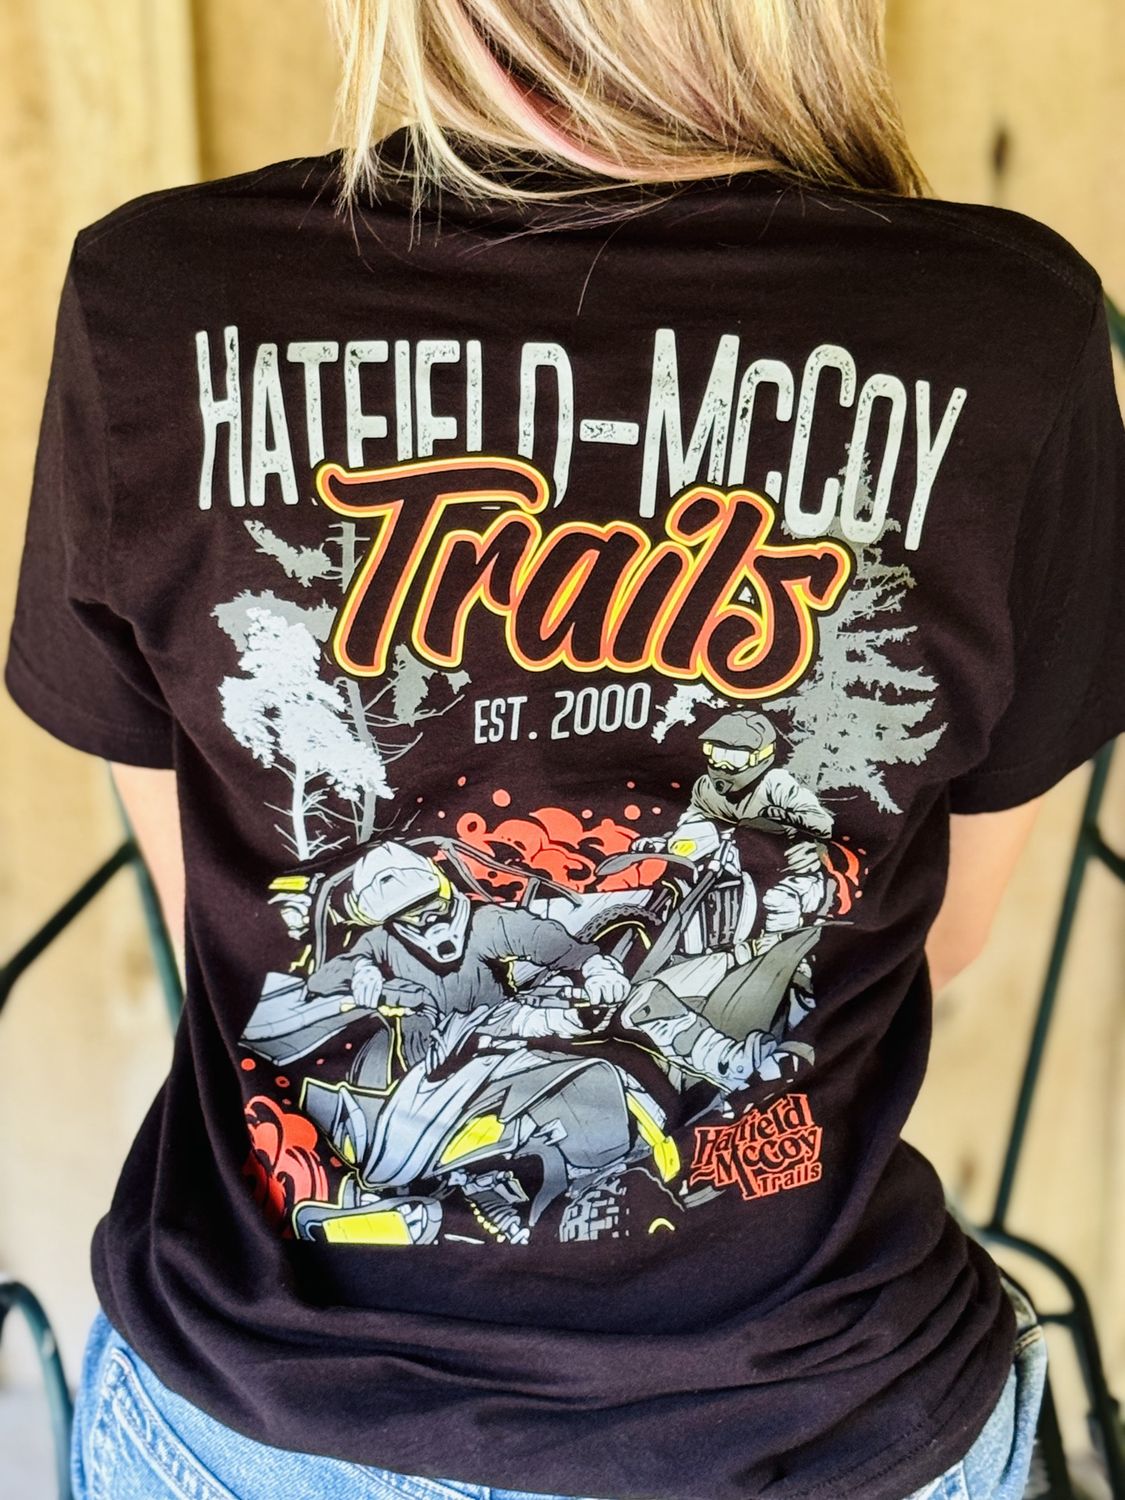 HATFIELD-MCCOY
Trails
EST. 2000
Hatfield
McCoy
Trails